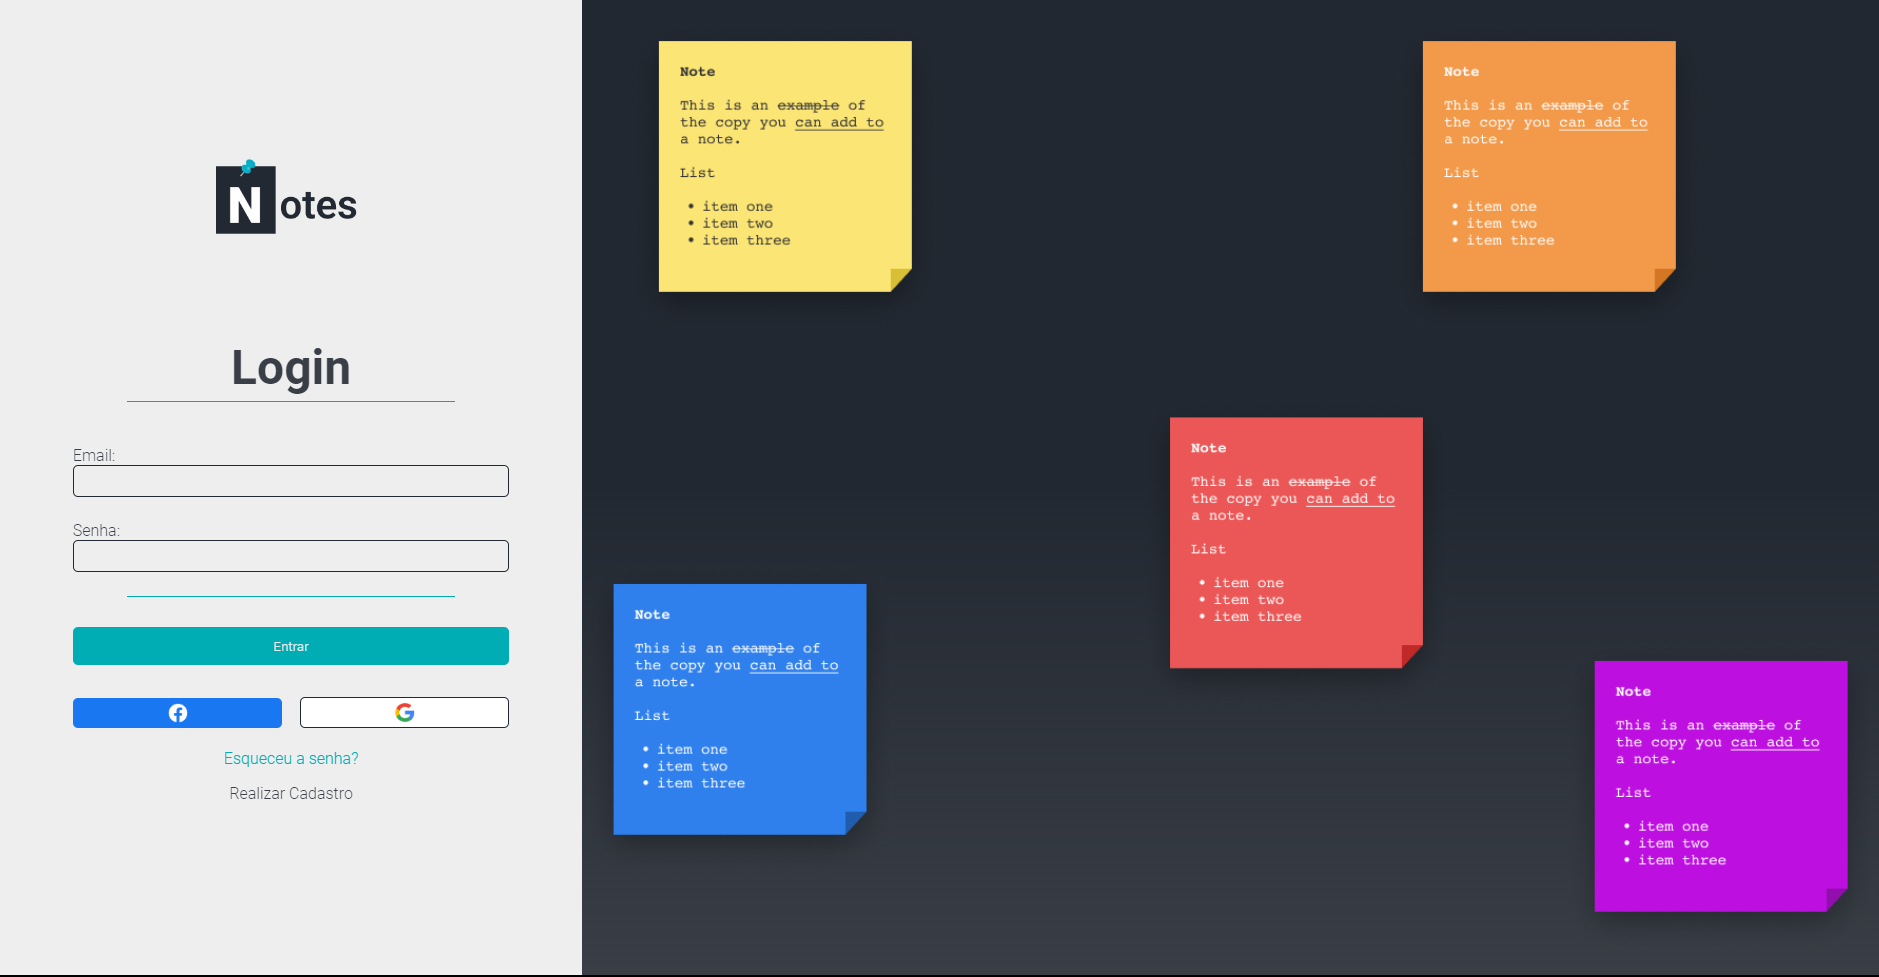 Notes
Login
Email:
Senha:
Entrar
Esqueceu a senha?
Realizar Cadastro
Note
This is an example of
the copy you can add to
a note.
List
• item one
• item two
• item three
Note
This is an example of
the copy you can add to
a note.
List
• item one
• item two
• item three
Note
This is an example of
the copy you can add to
a note.
List
• item one
• item two
• item three
Note
This is an example of
the copy you can add to
a note.
List
• item one
• item two
• item three
Note
This is an example of
the copy you can add to
a note.
List
• item one
• item two
• item three